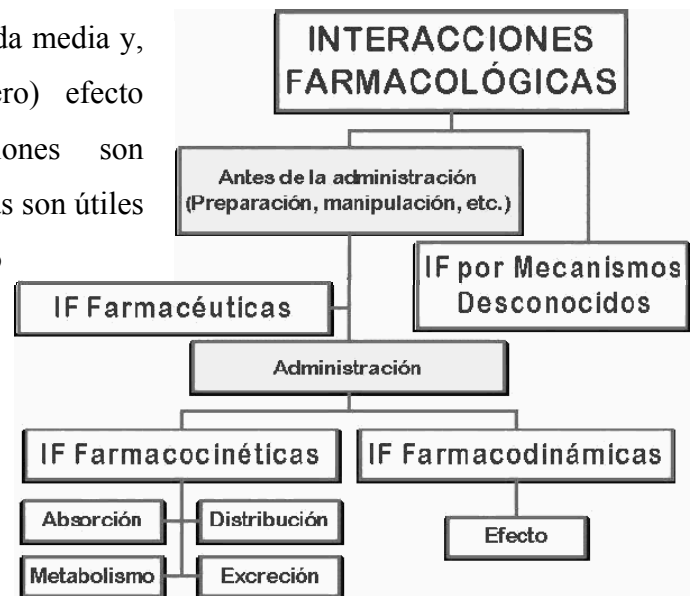 da media y,
ero) efecto
nes son
s son útiles
INTERACCIONES
FARMACOLÓGICAS
Antes de la administración
(Preparación, manipulación, etc.)
IF por Mecanismos
Desconocidos
IF Farmacéuticas
Administración
IF Farmacocinéticas
IF Farmacodinámicas
Absorción
Distribución
Efecto
Metabolismo
Excreción